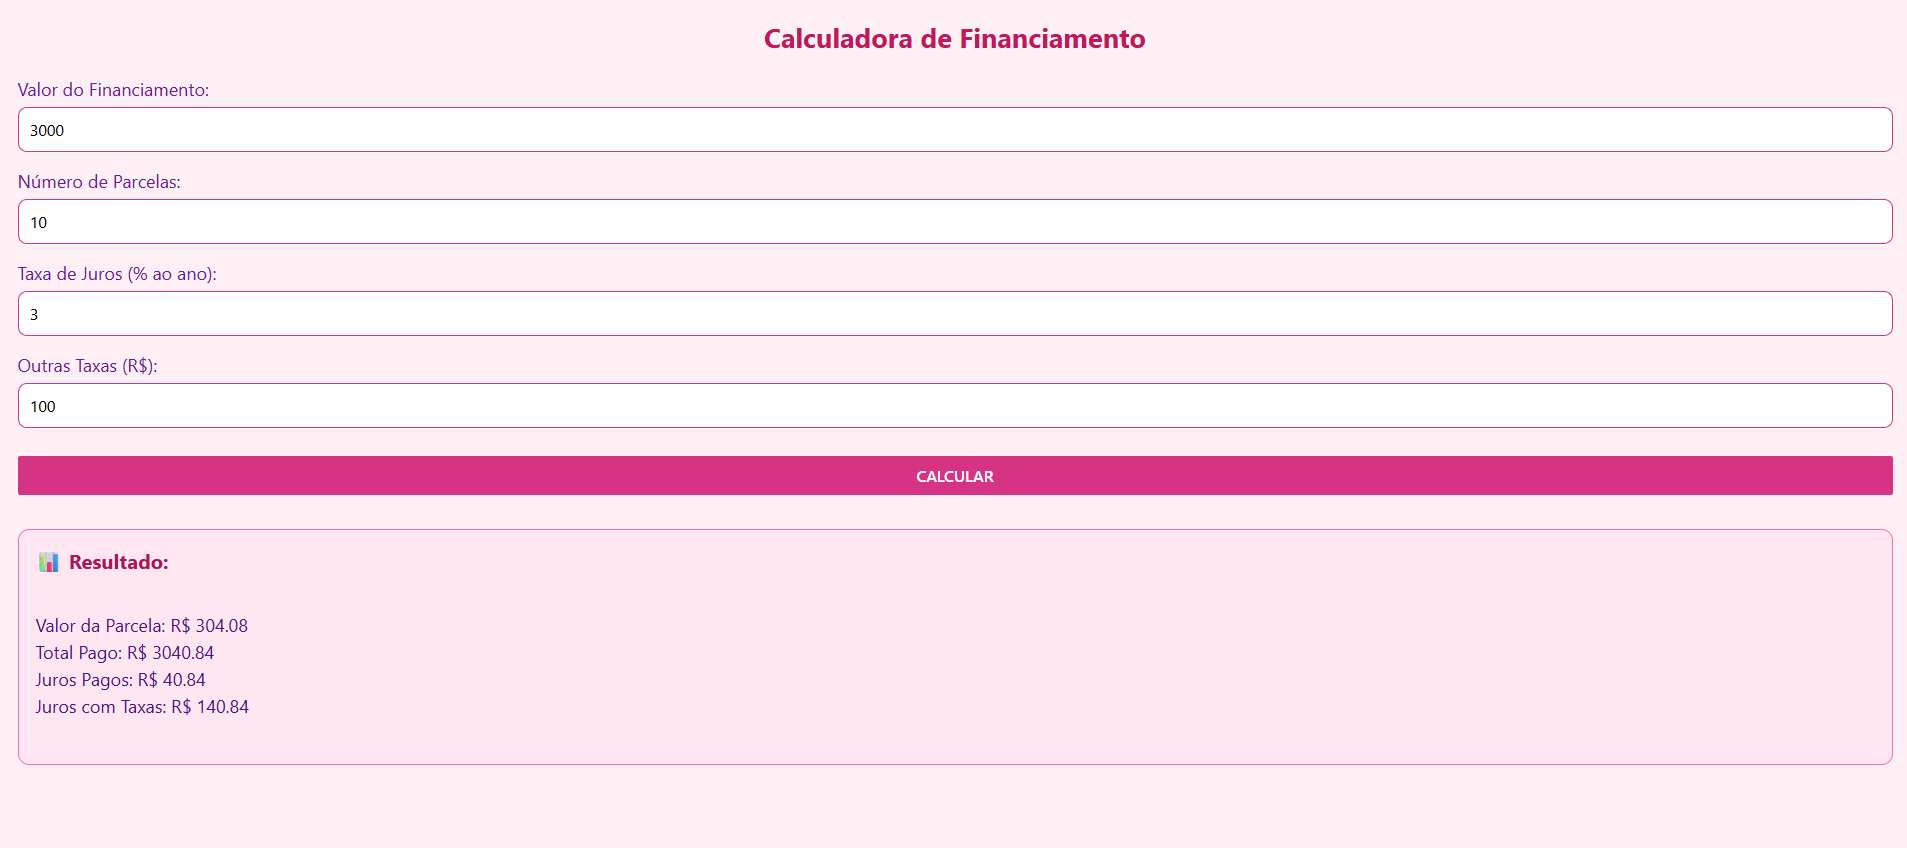 Calculadora de Financiamento
Valor do Financiamento:
3000
Número de Parcelas:
10
Taxa de Juros (% ao ano):
3
Outras Taxas (R$):
100
CALCULAR
Resultado:
Valor da Parcela: R$ 304.08
Total Pago: R$ 3040.84
Juros Pagos: R$ 40.84
Juros com Taxas: R$ 140.84